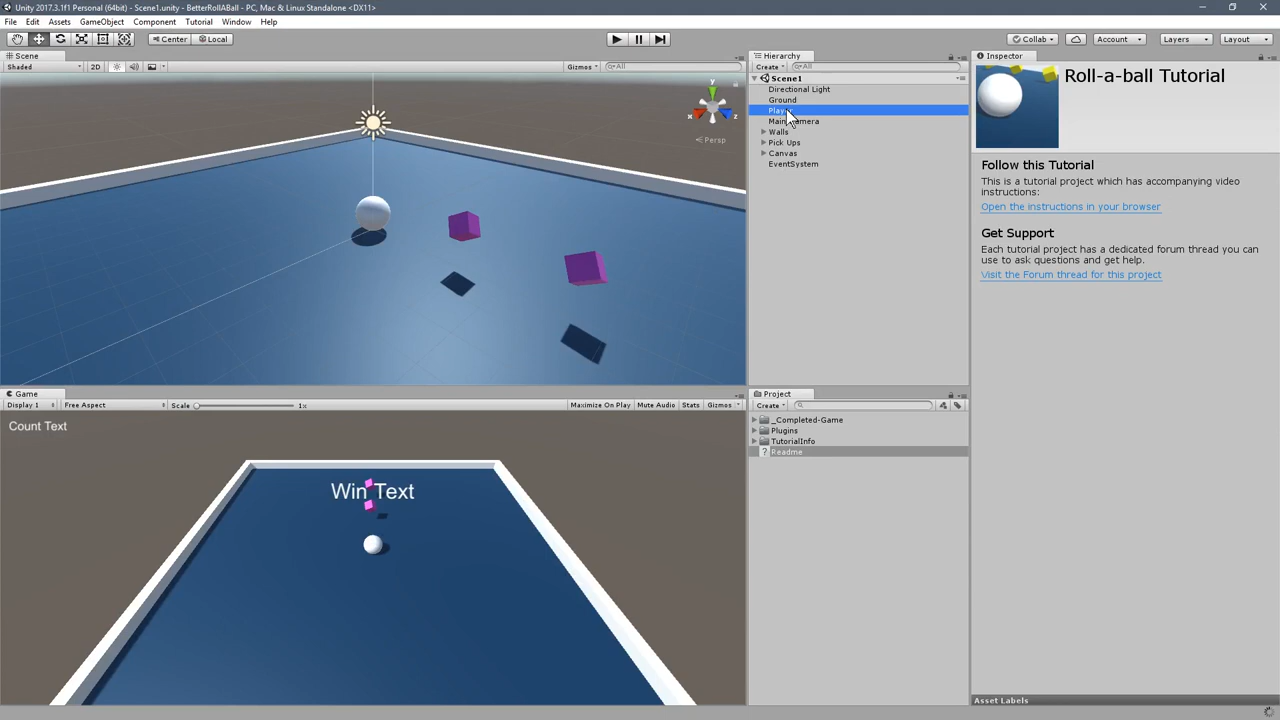 Unity 2017.3.1f1 Personal (64bit) - Scene1.unity - BetterRollABall - PC, Mac & Linux Standalone <DX11>
File Edit Assets GameObject Component Tutorial Window Help
Center Local
Collab Account Layers Layout
Scene
Shaded 2D Gizmos All
y
x
z
Persp
Hierarchy
Create All
Scene1
Directional Light
Ground
Player
Main Camera
Walls
Pick Ups
Canvas
EventSystem
Inspector
Roll-a-ball Tutorial
Follow this Tutorial
This is a tutorial project which has accompanying video
instructions:
Open the instructions in your browser
Get Support
Each tutorial project has a dedicated forum thread you can
use to ask questions and get help.
Visit the Forum thread for this project
Game
Display 1 Free Aspect Scale 1x Maximize On Play Mute Audio Stats Gizmos
Count Text
Win Text
Project
Create
_Completed-Game
Plugins
TutorialInfo
? Readme
Asset Labels